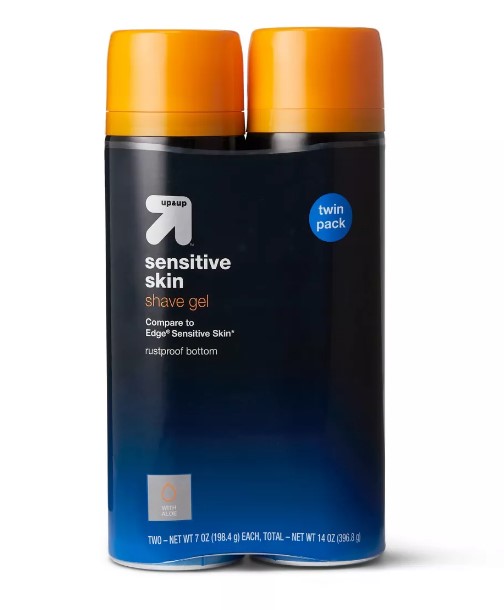 up&up
twin
pack
sensitive
skin
shave gel
Compare to
Edge® Sensitive Skin*
rustproof bottom
WITH
ALOE
TWO – NET WT 7 OZ (198.4 g) EACH, TOTAL – NET WT 14 OZ (396.8 g)